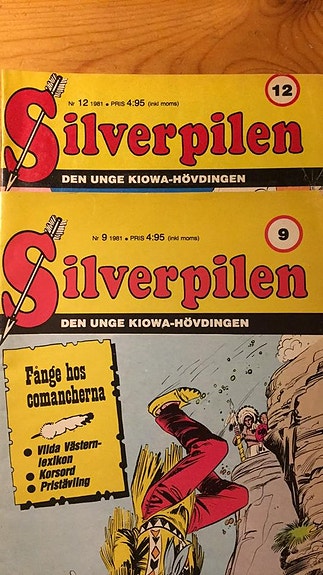 Nr 12 1981 • PRIS 4:95 (inkl moms)
12
Silverpilen
DEN UNGE KIOWA-HÖVDINGEN
Nr 9 1981 • PRIS 4:95 (inkl moms)
9
Silverpilen
DEN UNGE KIOWA-HÖVDINGEN
Fånge hos
comancherna
• Vilda Västern-
lexikon
• Korsord
• Pristävling